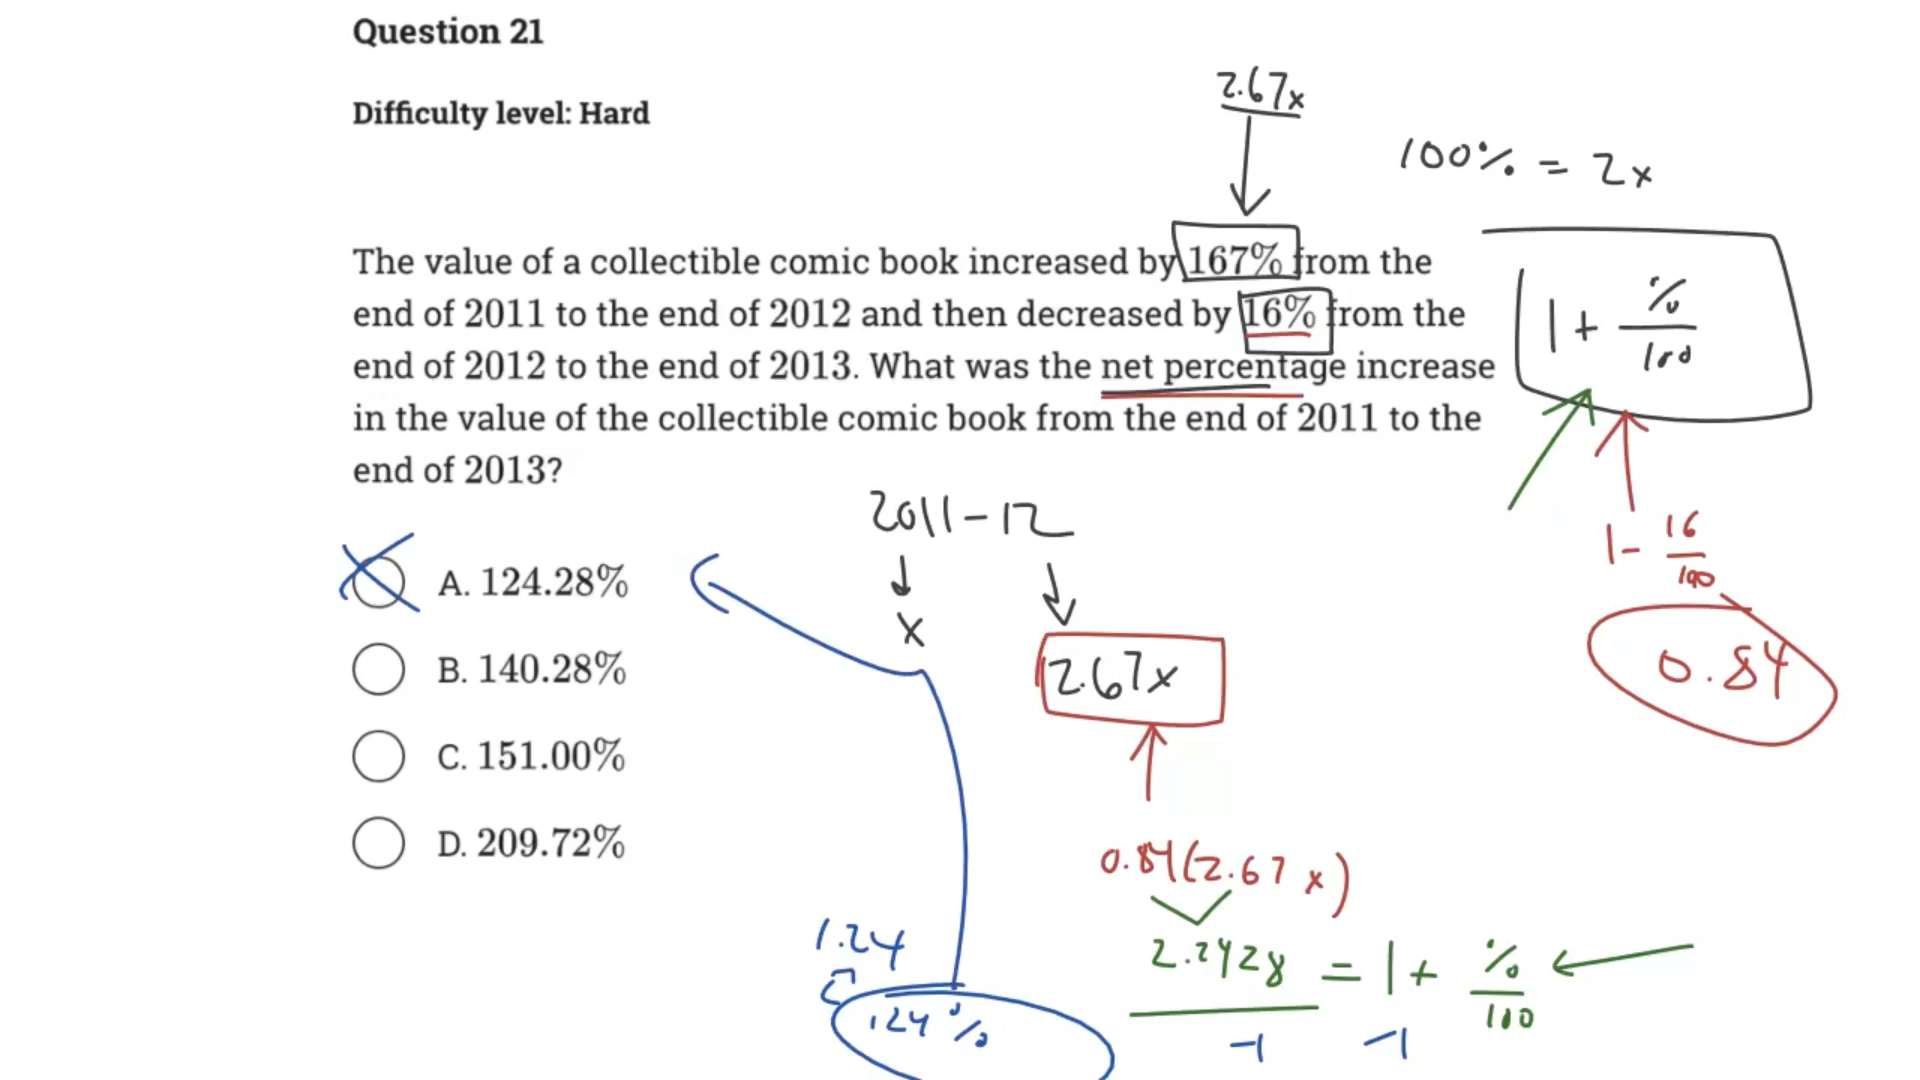 Question 21
Difficulty level: Hard
2.67x
100% = 2x
The value of a collectible comic book increased by 167% from the
end of 2011 to the end of 2012 and then decreased by 16% from the
end of 2012 to the end of 2013. What was the net percentage increase
in the value of the collectible comic book from the end of 2011 to the
end of 2013?
1 + %/100
1 - 16/100
0.84
2011-12
x
2.67x
A. 124.28%
B. 140.28%
C. 151.00%
D. 209.72%
0.84(2.67x)
2.2428 = 1 + %/100
-1 -1
1.24
124%